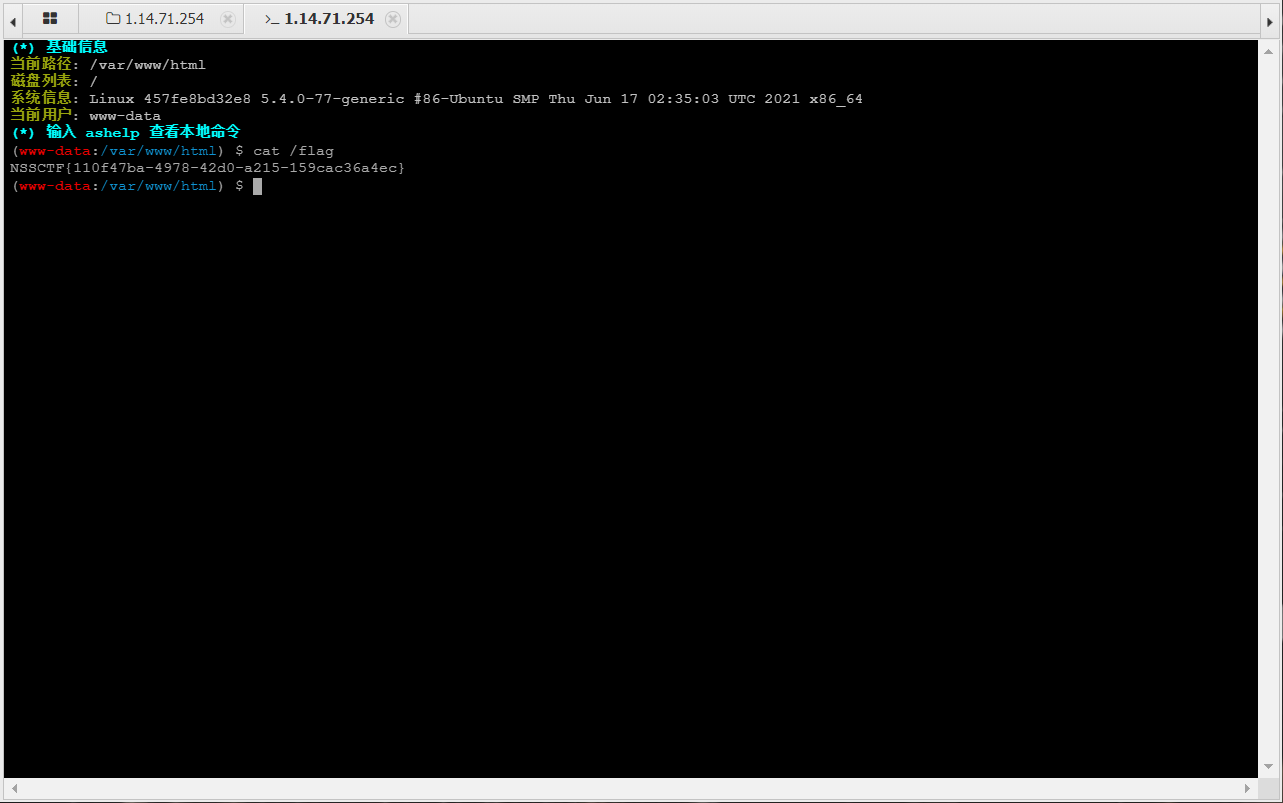 1.14.71.254 >_ 1.14.71.254
(*) 基础信息
当前路径: /var/www/html
磁盘列表: /
系统信息: Linux 457fe8bd32e8 5.4.0-77-generic #86-Ubuntu SMP Thu Jun 17 02:35:03 UTC 2021 x86_64
当前用户: www-data
(*) 输入 ashelp 查看本地命令
(www-data:/var/www/html) $ cat /flag
NSSCTF{110f47ba-4978-42d0-a215-159cac36a4ec}
(www-data:/var/www/html) $